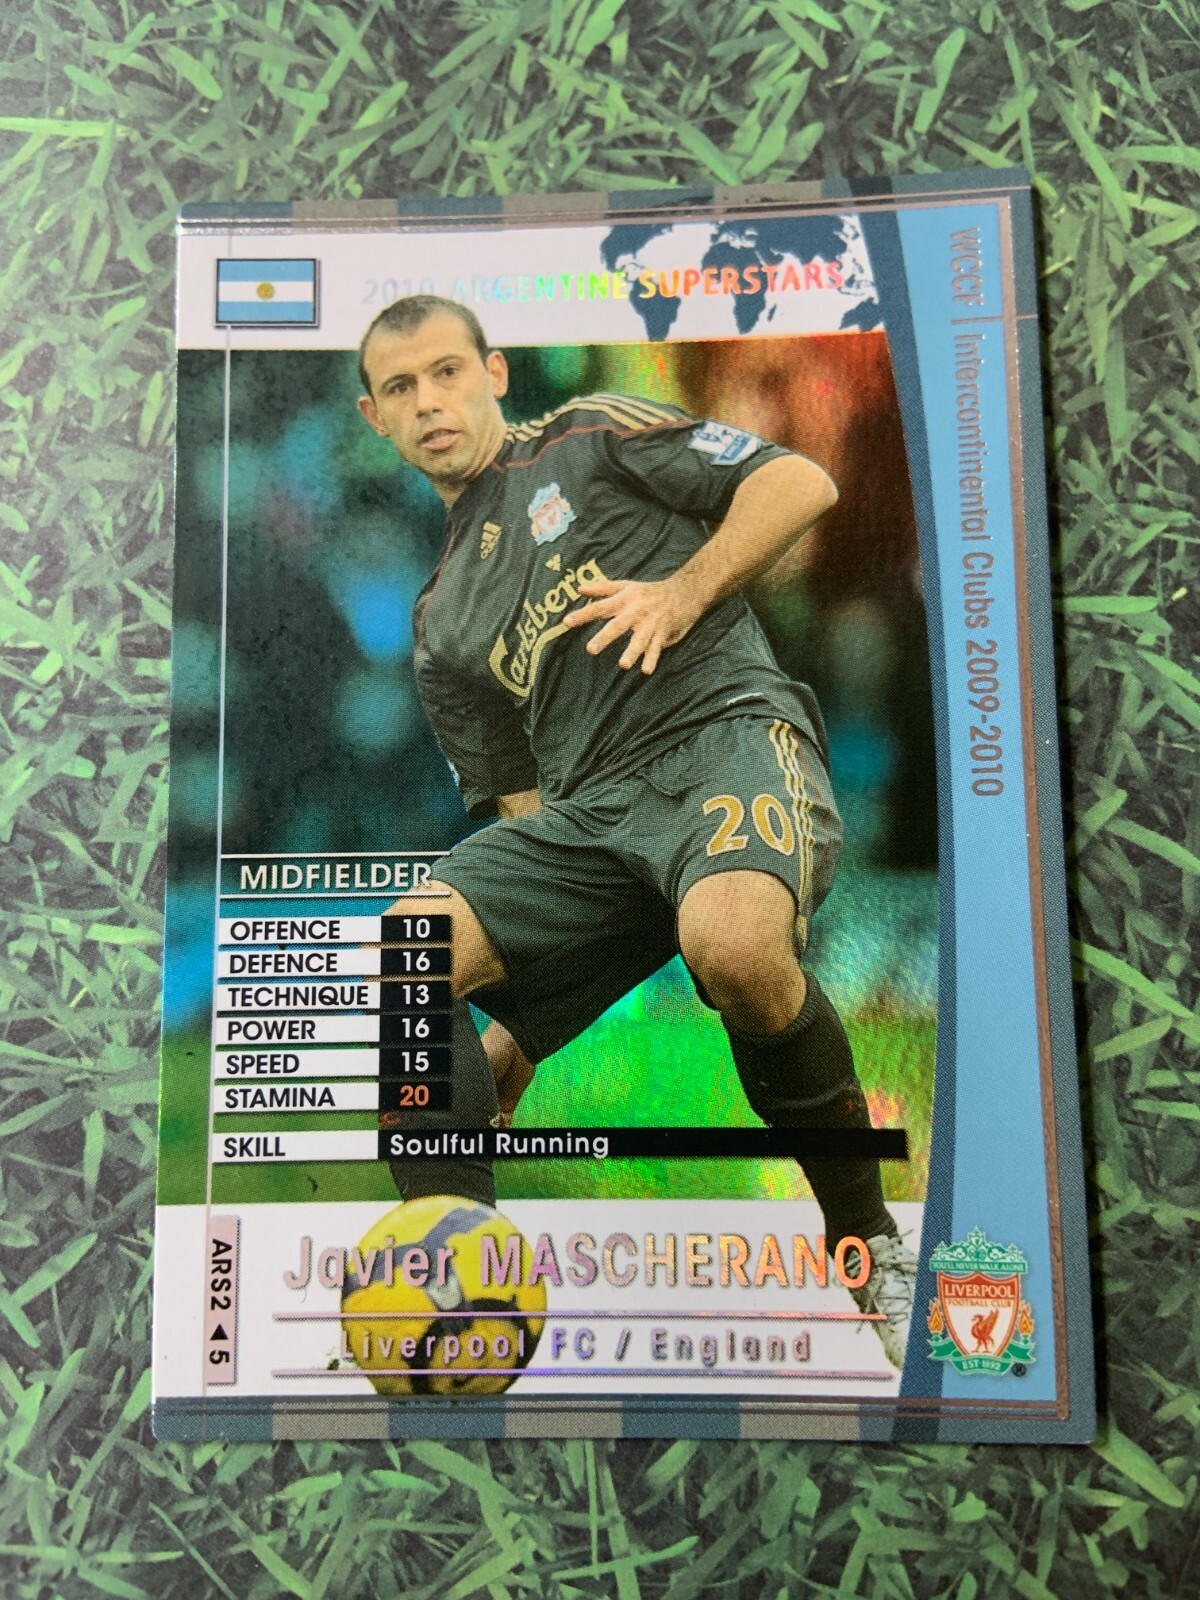 2010 ARGENTINE SUPERSTARS
WCCF | Intercontinental Clubs 2009-2010
Carlsberg
20
MIDFIELDER
OFFENCE 10
DEFENCE 16
TECHNIQUE 13
POWER 16
SPEED 15
STAMINA 20
SKILL Soulful Running
ARS2 ◀ 5
Javier MASCHERANO
Liverpool FC / England
YOU'LL NEVER WALK ALONE
LIVERPOOL
FOOTBALL CLUB
EST·1892
®